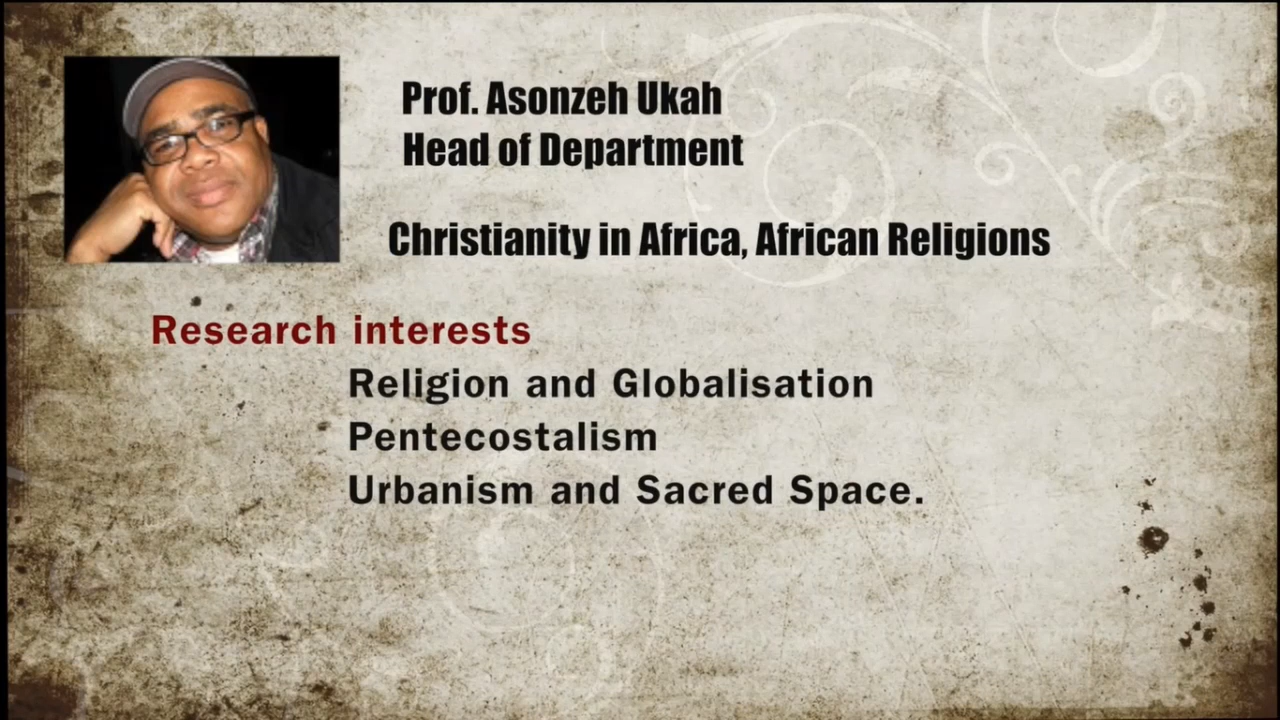 Prof. Asonzeh Ukah
Head of Department
Christianity in Africa, African Religions
Research interests
Religion and Globalisation
Pentecostalism
Urbanism and Sacred Space.